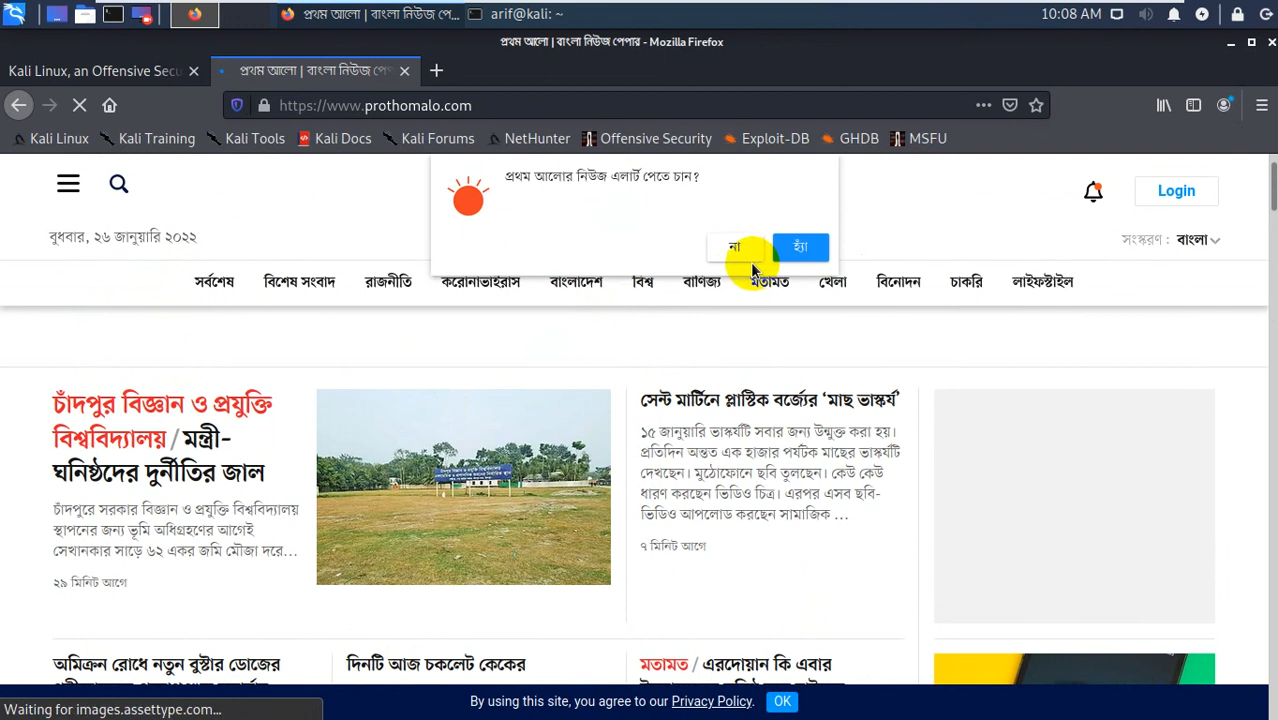 প্রথম আলো | বাংলা নিউজ পে...
arif@kali: ~
10:08 AM
প্রথম আলো | বাংলা নিউজ পেপার - Mozilla Firefox
Kali Linux, an Offensive Secu
প্রথম আলো | বাংলা নিউজ পেপ
https://www.prothomalo.com
Kali Linux Kali Training Kali Tools Kali Docs Kali Forums NetHunter Offensive Security Exploit-DB GHDB MSFU
প্রথম আলোর নিউজ এলার্ট পেতে চান?
না
হ্যাঁ
Login
বুধবার, ২৬ জানুয়ারি ২০২২
সংস্করণ : বাংলা
সর্বশেষ বিশেষ সংবাদ রাজনীতি করোনাভাইরাস বাংলাদেশ বিশ্ব বাণিজ্য মতামত খেলা বিনোদন চাকরি লাইফস্টাইল
চাঁদপুর বিজ্ঞান ও প্রযুক্তি
বিশ্ববিদ্যালয় / মন্ত্রী-
ঘনিষ্ঠদের দুর্নীতির জাল
চাঁদপুরে সরকার বিজ্ঞান ও প্রযুক্তি বিশ্ববিদ্যালয়
স্থাপনের জন্য ভূমি অধিগ্রহণের আগেই
সেখানকার সাড়ে ৬২ একর জমি মৌজা দরে...
২৯ মিনিট আগে
সেন্ট মার্টিনে প্লাস্টিক বর্জ্যের ‘মাছ ভাস্কর্য’
১৫ জানুয়ারি ভাস্কর্যটি সবার জন্য উন্মুক্ত করা হয়।
প্রতিদিন অন্তত এক হাজার পর্যটক মাছের ভাস্কর্যটি
দেখছেন। মুঠোফোনে ছবি তুলছেন। কেউ কেউ
ধারণ করছেন ভিডিও চিত্র। এরপর এসব ছবি-
ভিডিও আপলোড করছেন সামাজিক ...
৭ মিনিট আগে
অমিক্রন রোধে নতুন বুস্টার ডোজের
দিনটি আজ চকলেট কেকের
মতামত / এরদোয়ান কি এবার
By using this site, you agree to our Privacy Policy. OK
Waiting for images.assettype.com...